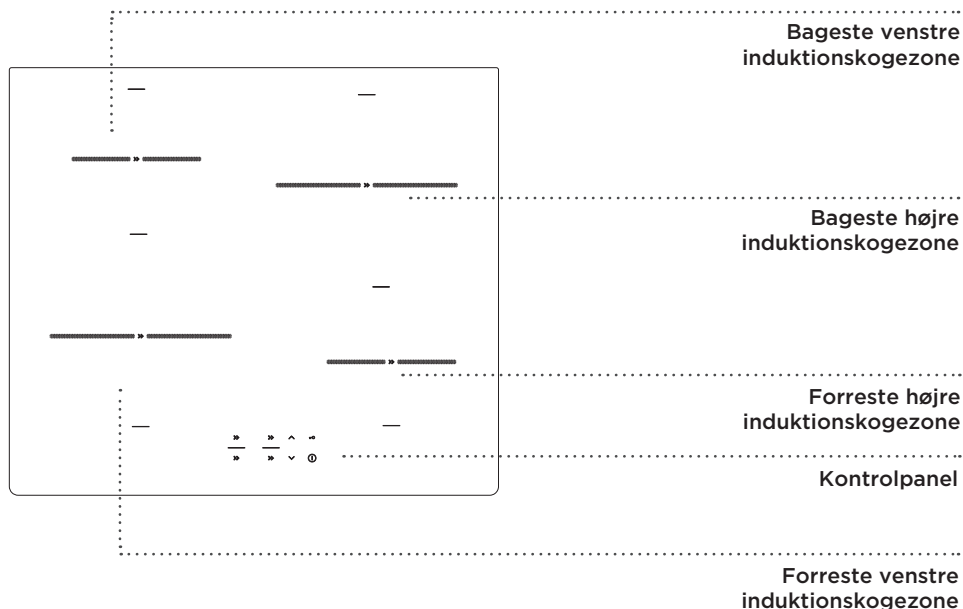 Bageste venstre
induktionskogezone
Bageste højre
induktionskogezone
Forreste højre
induktionskogezone
Kontrolpanel
Forreste venstre
induktionskogezone